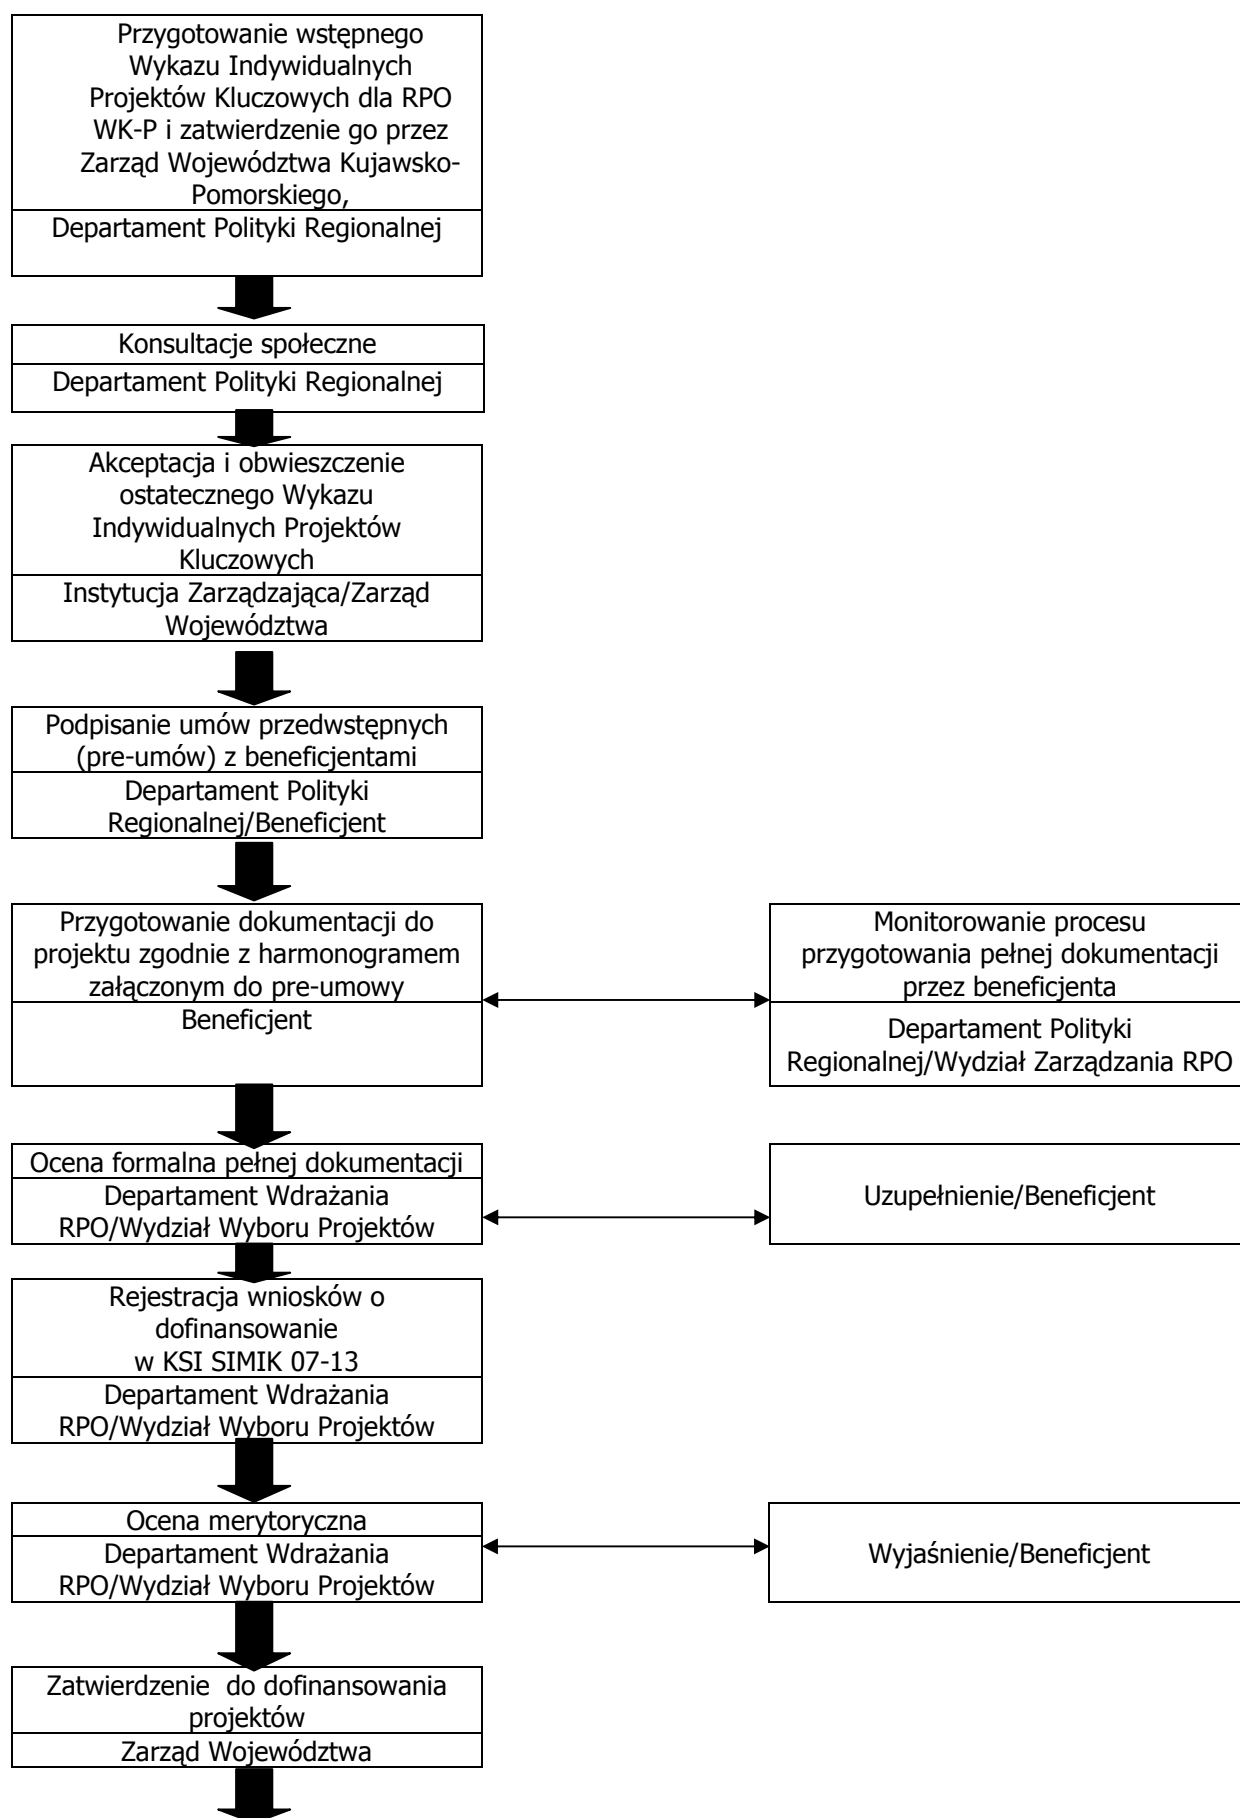 Przygotowanie wstępnego
Wykazu Indywidualnych
Projektów Kluczowych dla RPO
WK-P i zatwierdzenie go przez
Zarząd Województwa Kujawsko-
Pomorskiego,
Departament Polityki Regionalnej
Konsultacje społeczne
Departament Polityki Regionalnej
Akceptacja i obwieszczenie
ostatecznego Wykazu
Indywidualnych Projektów
Kluczowych
Instytucja Zarządzająca/Zarząd
Województwa
Podpisanie umów przedwstępnych
(pre-umów) z beneficjentami
Departament Polityki
Regionalnej/Beneficjent
Przygotowanie dokumentacji do
projektu zgodnie z harmonogramem
załączonym do pre-umowy
Beneficjent
Monitorowanie procesu
przygotowania pełnej dokumentacji
przez beneficjenta
Departament Polityki
Regionalnej/Wydział Zarządzania RPO
Ocena formalna pełnej dokumentacji
Departament Wdrażania
RPO/Wydział Wyboru Projektów
Uzupełnienie/Beneficjent
Rejestracja wniosków o
dofinansowanie
w KSI SIMIK 07-13
Departament Wdrażania
RPO/Wydział Wyboru Projektów
Ocena merytoryczna
Departament Wdrażania
RPO/Wydział Wyboru Projektów
Wyjaśnienie/Beneficjent
Zatwierdzenie do dofinansowania
projektów
Zarząd Województwa